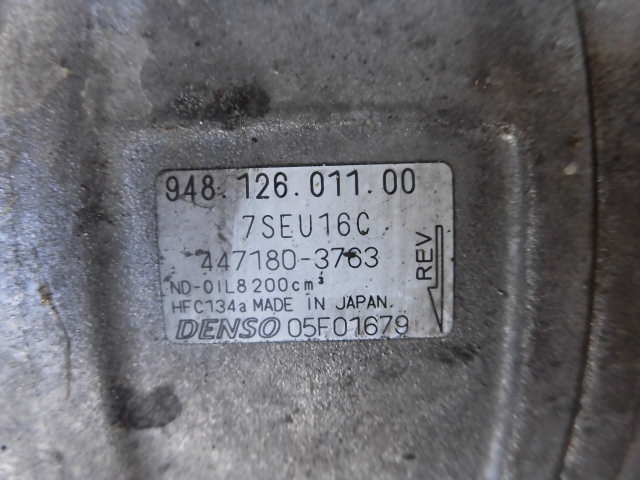 948.126.011.00
7SEU16C
447180-3763
ND-OIL8 200cm³
HFC134a MADE IN JAPAN.
DENSO 05F01679
REV